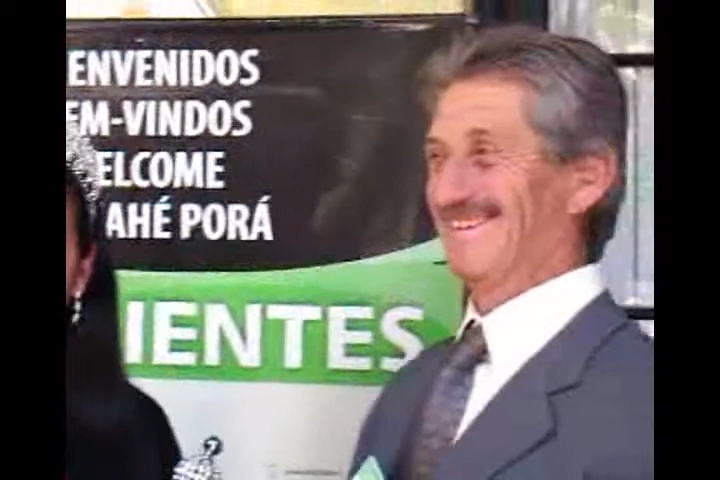 ENVENIDOS
EM-VINDOS
ELCOME
AHÉ PORÁ
IENTES